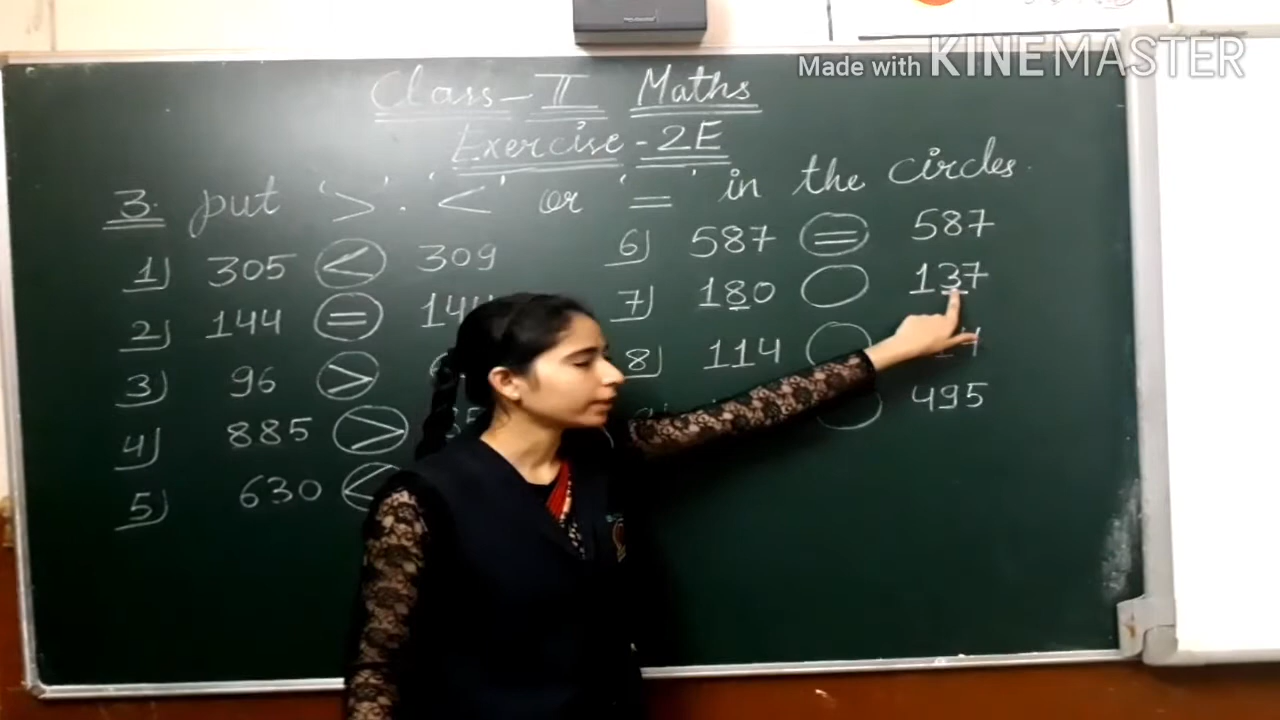 Made with KINEMASTER
Class - II Maths
Exercise - 2E
3. put '>' . '<' or '=' in the circles.
1) 305 < 309
2) 144 = 144
3) 96 >
4) 885 >
5) 630 <
6) 587 = 587
7) 180 137
8) 114
495